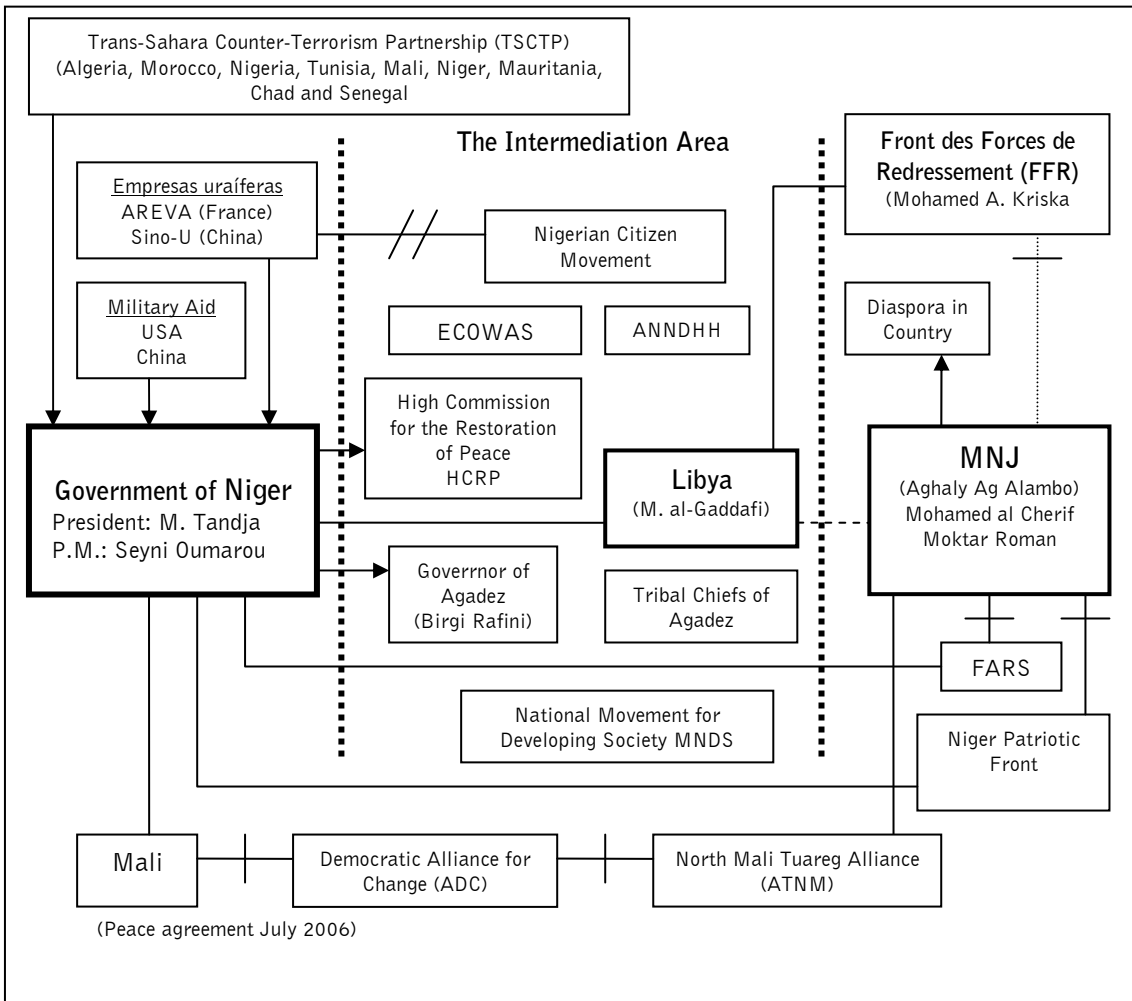 Trans-Sahara Counter-Terrorism Partnership (TSCTP)
(Algeria, Morocco, Nigeria, Tunisia, Mali, Niger, Mauritania,
Chad and Senegal
The Intermediation Area
Front des Forces de
Redressement (FFR)
(Mohamed A. Kriska
Empresas uraíferas
AREVA (France)
Sino-U (China)
Nigerian Citizen
Movement
Military Aid
USA
China
ECOWAS
ANNDHH
Diaspora in
Country
High Commission
for the Restoration
of Peace
HCRP
Government of Niger
President: M. Tandja
P.M.: Seyni Oumarou
Libya
(M. al-Gaddafi)
MNJ
(Aghaly Ag Alambo)
Mohamed al Cherif
Moktar Roman
Goverrnor of
Agadez
(Birgi Rafini)
Tribal Chiefs of
Agadez
FARS
National Movement for
Developing Society MNDS
Niger Patriotic
Front
Mali
Democratic Alliance for
Change (ADC)
North Mali Tuareg Alliance
(ATNM)
(Peace agreement July 2006)